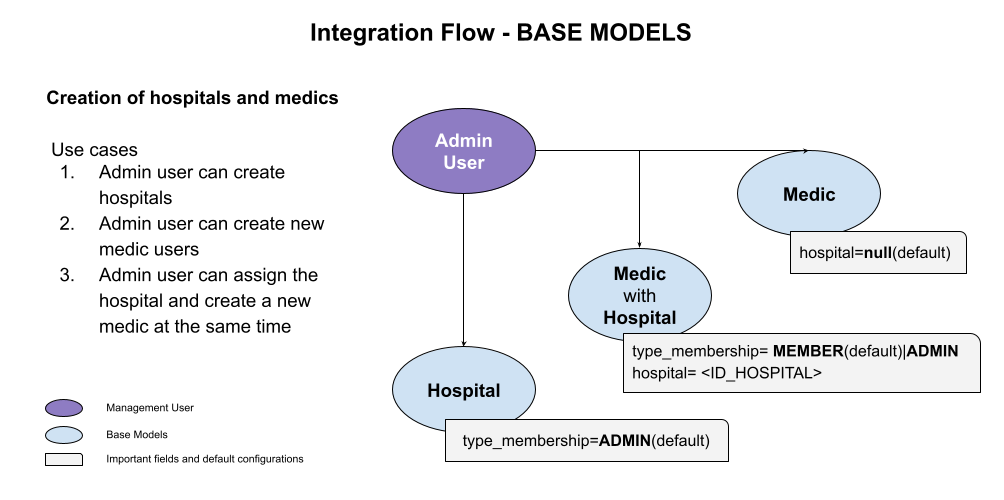 Integration Flow - BASE MODELS
Creation of hospitals and medics
Use cases
1. Admin user can create
hospitals
2. Admin user can create new
medic users
3. Admin user can assign the
hospital and create a new
medic at the same time
Admin
User
Medic
hospital=null(default)
Medic
with
Hospital
type_membership= MEMBER(default)|ADMIN
hospital= <ID_HOSPITAL>
Hospital
type_membership=ADMIN(default)
Management User
Base Models
Important fields and default configurations